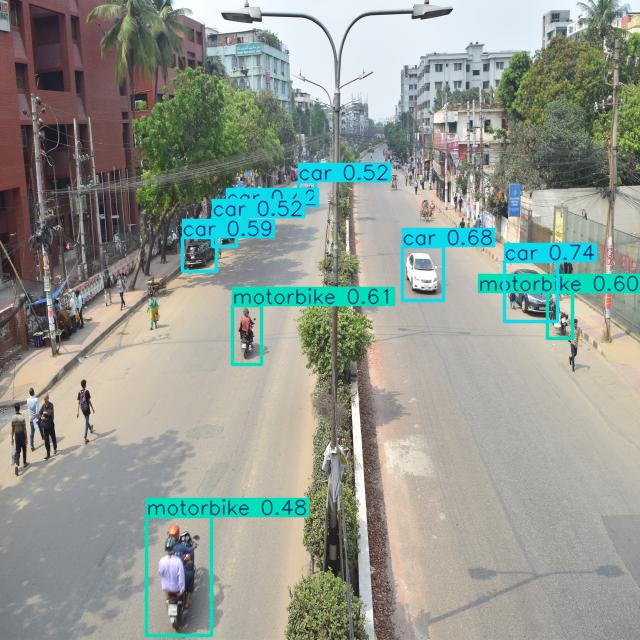 car 0.52
car 0.52
car 0.59
car 0.68
car 0.74
motorbike 0.60
motorbike 0.61
motorbike 0.48